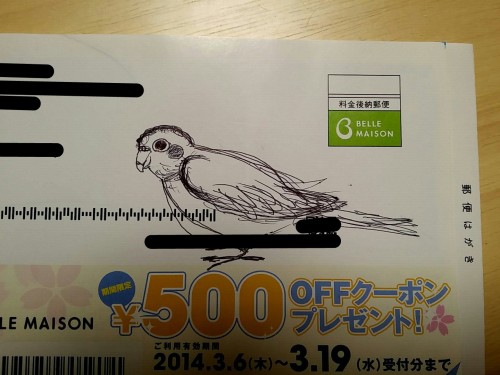 料金後納郵便
BELLE
MAISON
郵便はがき
期間限定
¥500 OFFクーポン
プレゼント!
BELLE MAISON
ご利用有効期間
2014.3.6(木)~3.19(水)受付分まで